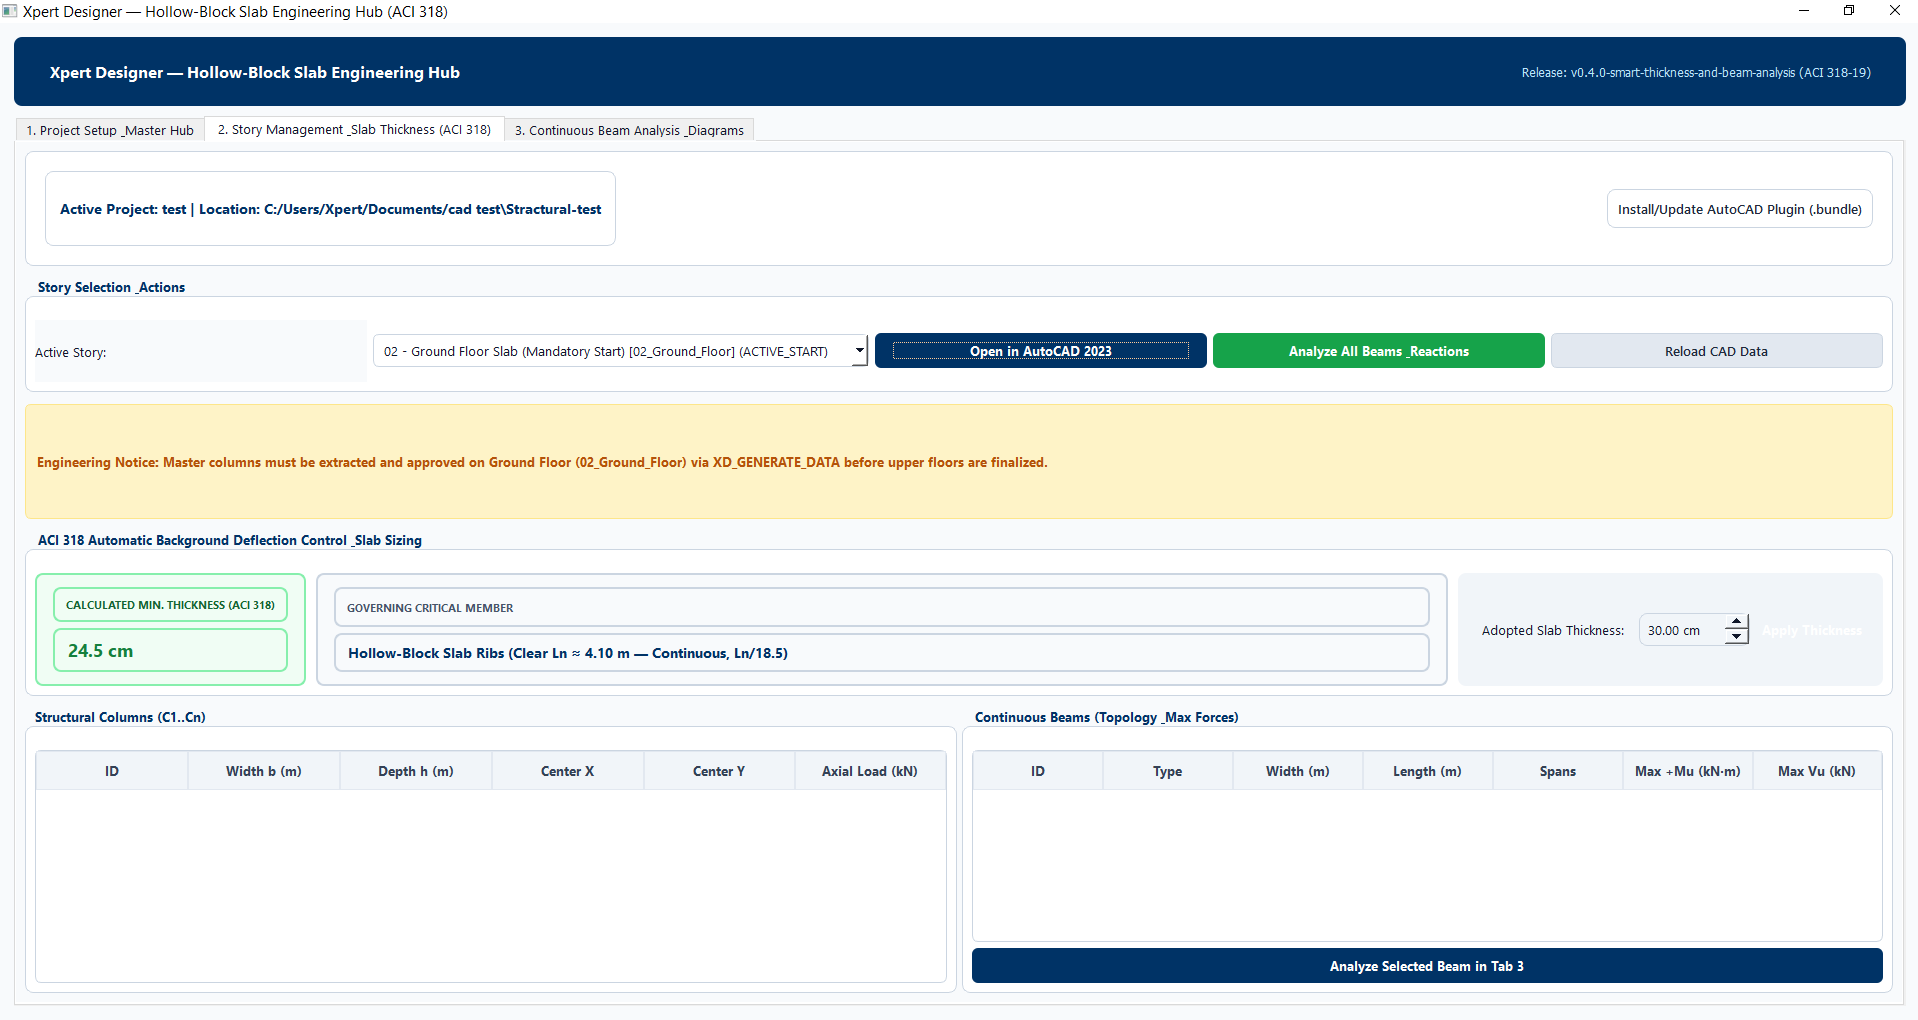 Xpert Designer — Hollow-Block Slab Engineering Hub (ACI 318)
Xpert Designer — Hollow-Block Slab Engineering Hub
Release: v0.4.0-smart-thickness-and-beam-analysis (ACI 318-19)
1. Project Setup _Master Hub
2. Story Management _Slab Thickness (ACI 318)
3. Continuous Beam Analysis _Diagrams
Active Project: test | Location: C:/Users/Xpert/Documents/cad test\Stractural-test
Install/Update AutoCAD Plugin (.bundle)
Story Selection _Actions
Active Story:
02 - Ground Floor Slab (Mandatory Start) [02_Ground_Floor] (ACTIVE_START)
Open in AutoCAD 2023
Analyze All Beams _Reactions
Reload CAD Data
Engineering Notice: Master columns must be extracted and approved on Ground Floor (02_Ground_Floor) via XD_GENERATE_DATA before upper floors are finalized.
ACI 318 Automatic Background Deflection Control _Slab Sizing
CALCULATED MIN. THICKNESS (ACI 318)
24.5 cm
GOVERNING CRITICAL MEMBER
Hollow-Block Slab Ribs (Clear Ln ≈ 4.10 m — Continuous, Ln/18.5)
Adopted Slab Thickness:
30.00 cm
Apply Thickness
Structural Columns (C1..Cn)
ID
Width b (m)
Depth h (m)
Center X
Center Y
Axial Load (kN)
Continuous Beams (Topology _Max Forces)
ID
Type
Width (m)
Length (m)
Spans
Max +Mu (kN·m)
Max Vu (kN)
Analyze Selected Beam in Tab 3